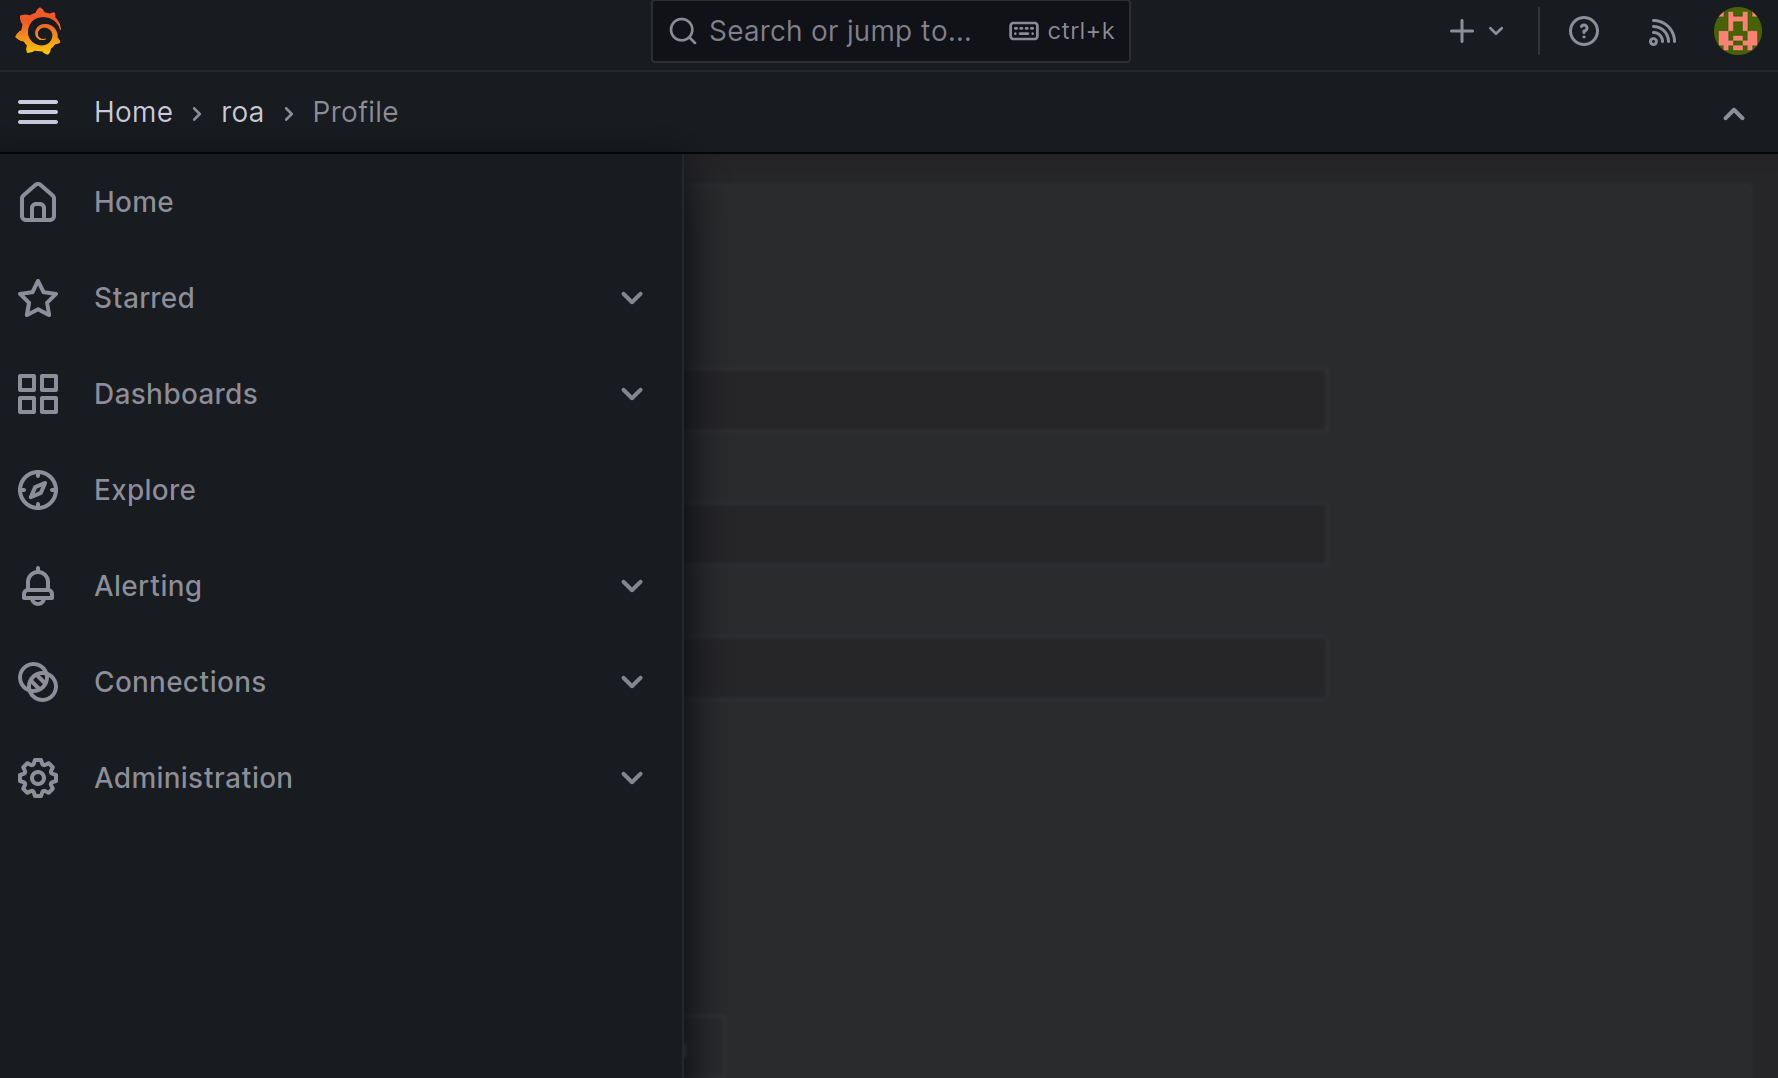 Search or jump to... ctrl+k
Home > roa > Profile
Home
Starred
Dashboards
Explore
Alerting
Connections
Administration